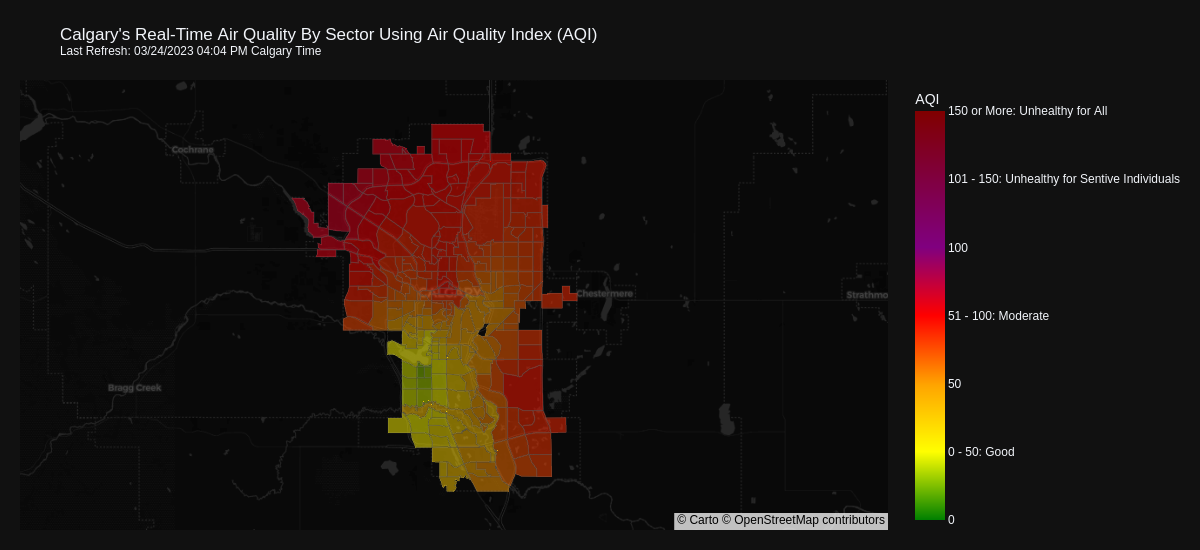 Calgary's Real-Time Air Quality By Sector Using Air Quality Index (AQI)
Last Refresh: 03/24/2023 04:04 PM Calgary Time
AQI
150 or More: Unhealthy for All
Cochrane
101 - 150: Unhealthy for Sentive Individuals
100
CALGARY
Chestermere
Strathmo
51 - 100: Moderate
Bragg Creek
50
0 - 50: Good
© Carto © OpenStreetMap contributors
0